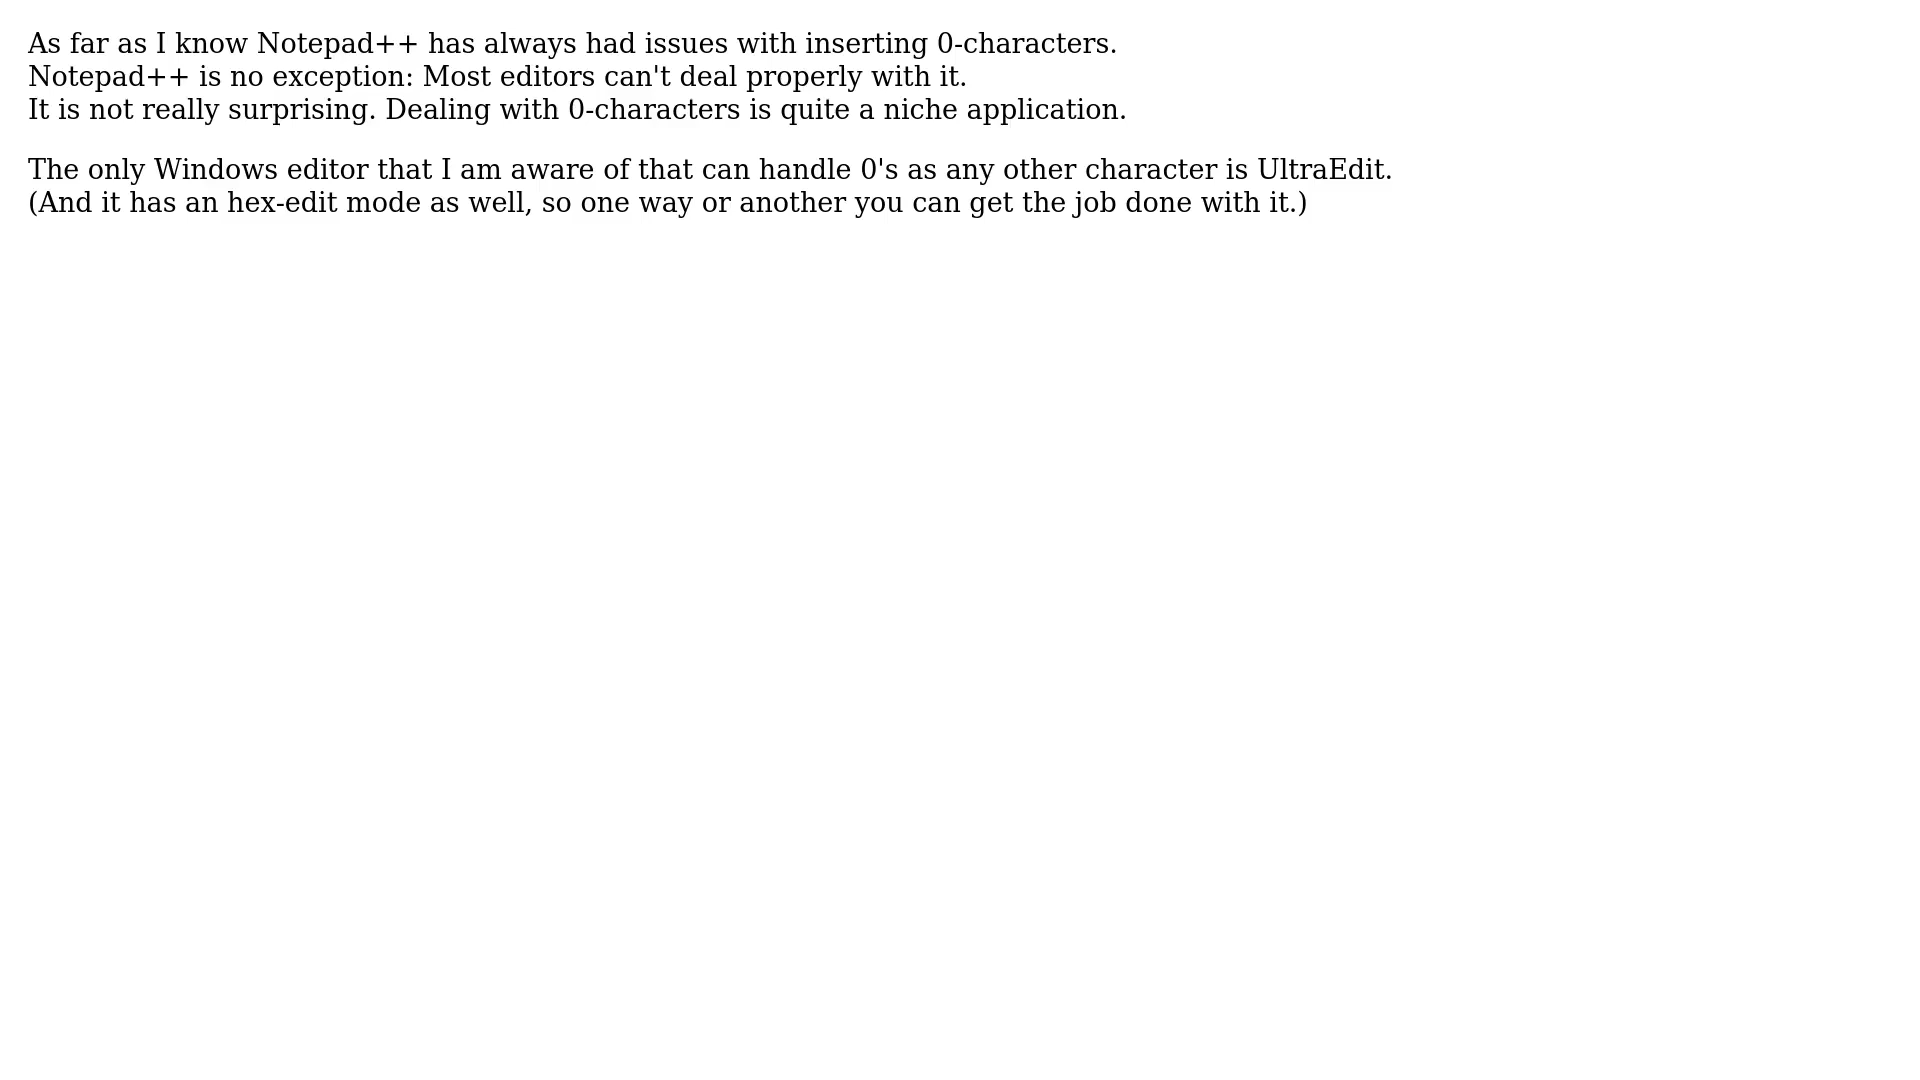 As far as I know Notepad++ has always had issues with inserting 0-characters.
Notepad++ is no exception: Most editors can't deal properly with it.
It is not really surprising. Dealing with 0-characters is quite a niche application.
The only Windows editor that I am aware of that can handle 0's as any other character is UltraEdit.
(And it has an hex-edit mode as well, so one way or another you can get the job done with it.)